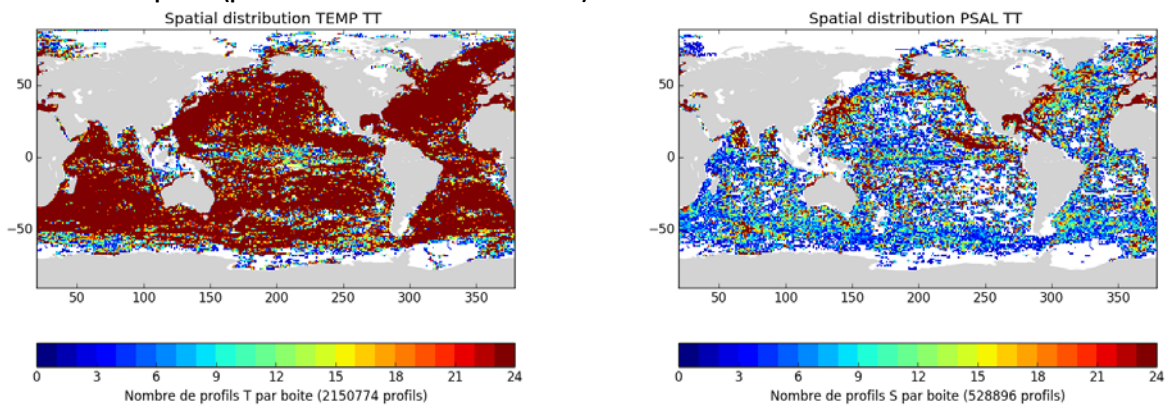 Spatial distribution TEMP TT
50
0
−50
50 100 150 200 250 300 350
0 3 6 9 12 15 18 21 24
Nombre de profils T par boite (2150774 profils)
Spatial distribution PSAL TT
50
0
−50
50 100 150 200 250 300 350
0 3 6 9 12 15 18 21 24
Nombre de profils S par boite (528896 profils)